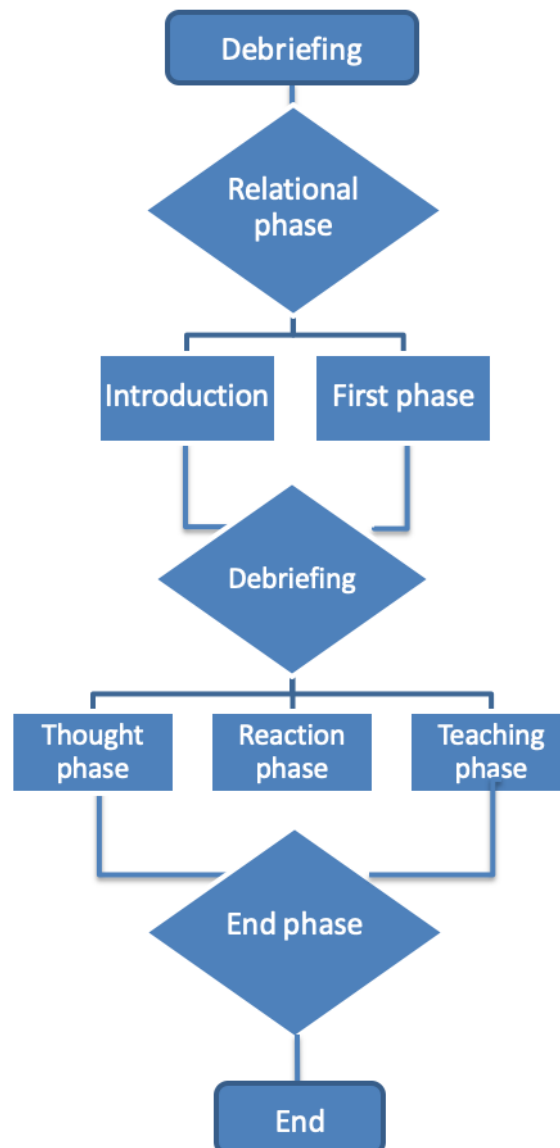 Debriefing
Relational
phase
Introduction
First phase
Debriefing
Thought
phase
Reaction
phase
Teaching
phase
End phase
End